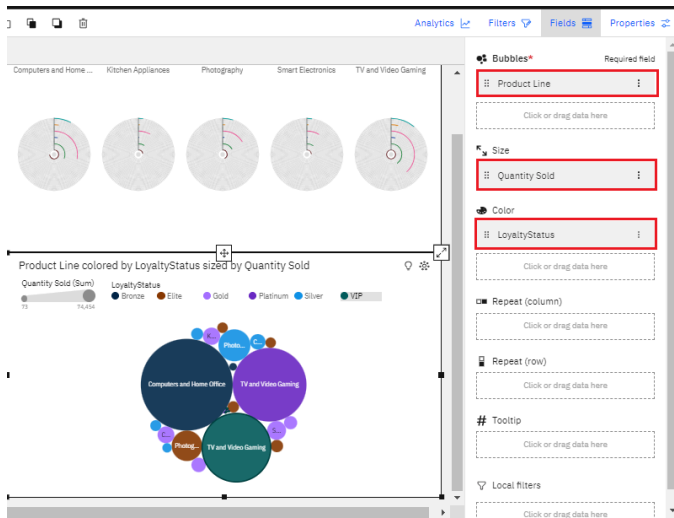 Analytics Filters Fields Properties
Computers and Home ... Kitchen Appliances Photography Smart Electronics TV and Video Gaming
Product Line colored by LoyaltyStatus sized by Quantity Sold
Quantity Sold (Sum) LoyaltyStatus
Bronze Elite Gold Platinum Silver VIP
73 74,454
K...
Photo... C...
Computers and Home Office TV and Video Gaming
C... S...
Photog... TV and Video Gaming
Bubbles* Required field
Product Line
Click or drag data here
Size
Quantity Sold
Color
LoyaltyStatus
Click or drag data here
Repeat (column)
Click or drag data here
Repeat (row)
Click or drag data here
Tooltip
Click or drag data here
Local filters
Click or drag data here